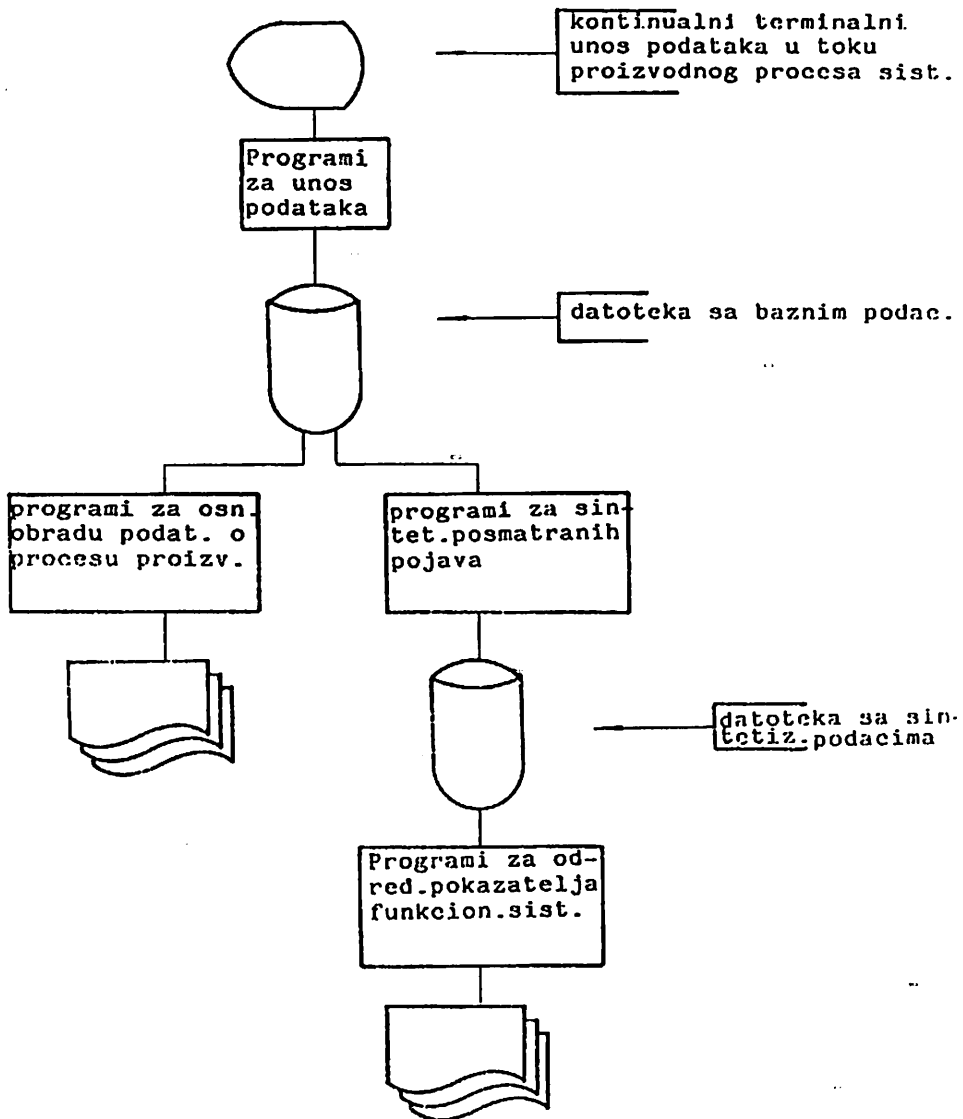 kontinualni terminalni
unos podataka u toku
proizvodnog procesa sist.
Programi
za unos
podataka
datoteka sa baznim podac.
programi za osn.
obradu podat. o
procesu proizv.
programi za sin-
tet.posmatranih
pojava
datoteka sa sin-
tetiz.podacima
Programi za od-
red.pokazatelja
funkcion.sist.